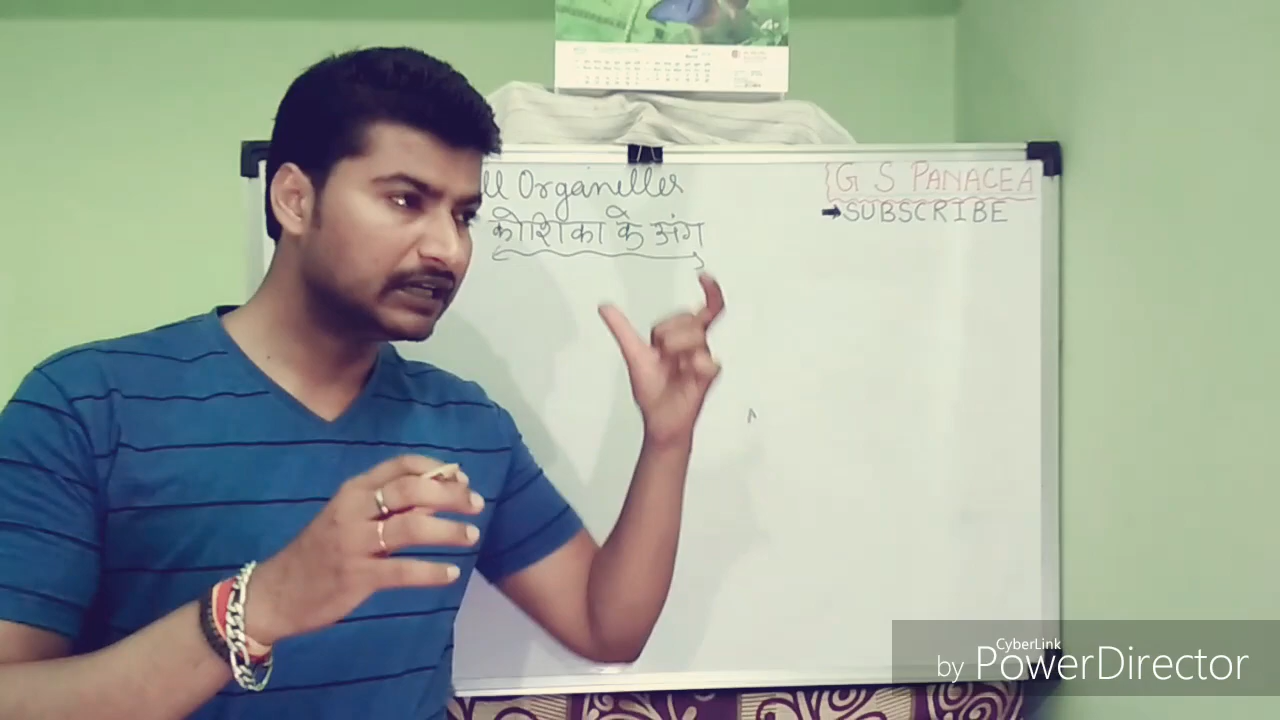 ll Organelles
कोशिका के अंग
G S PANACEA
➡SUBSCRIBE
CyberLink
by PowerDirector